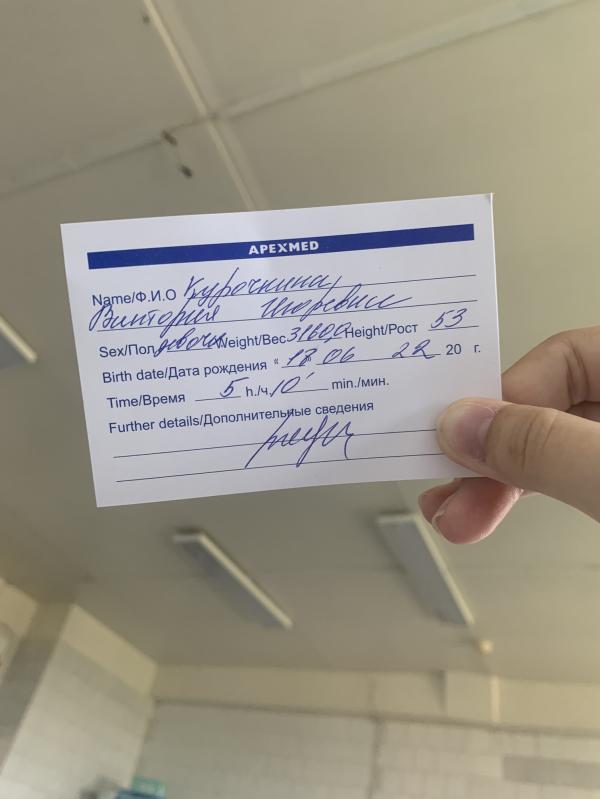 APEXMED
Name/Ф.И.О Курочкина
Виктория Игоревна
Sex/Пол девочка Weight/Вес 3160 Height/Рост 53
Birth date/Дата рождения « 06 22 20 г.
Time/Время 5 h./ч. 10' min./мин.
Further details/Дополнительные сведения